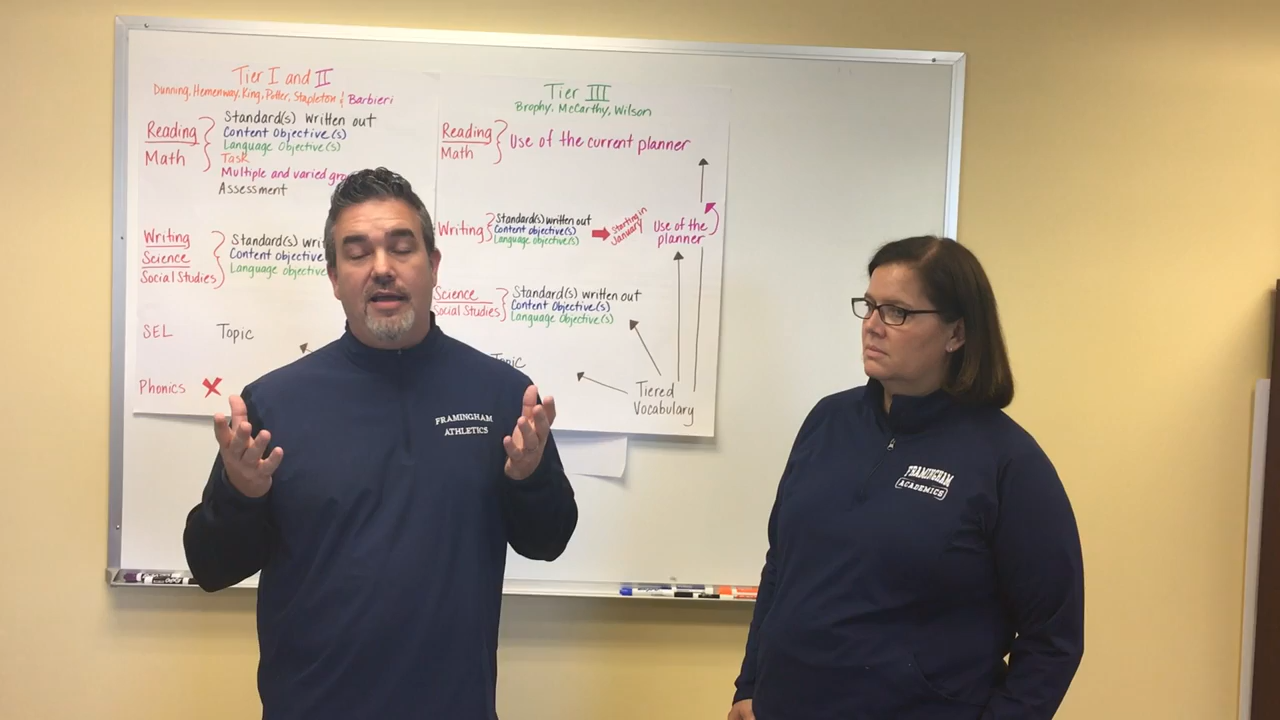 Tier I and II
Dunning, Hemenway, King, Potter, Stapleton & Barbieri
Reading
Math
Standard(s) written out
Content Objective(s)
Language Objective(s)
Task
Multiple and varied
Assessment
Writing
Science
Social Studies
Standard(s)
Content Objective
Language Objective
SEL
Topic
Phonics X
Tier III
Brophy, McCarthy, Wilson
Reading
Math
Use of the current planner
Writing
Standard(s) written out
Content Objective(s)
Language Objective(s)
Starting in
January
Use of the
planner
Science
Social Studies
Standard(s) written out
Content Objective(s)
Language Objective(s)
Topic
Tiered
Vocabulary
FRAMINGHAM
ATHLETICS
FRAMINGHAM
ACADEMICS
EXPO